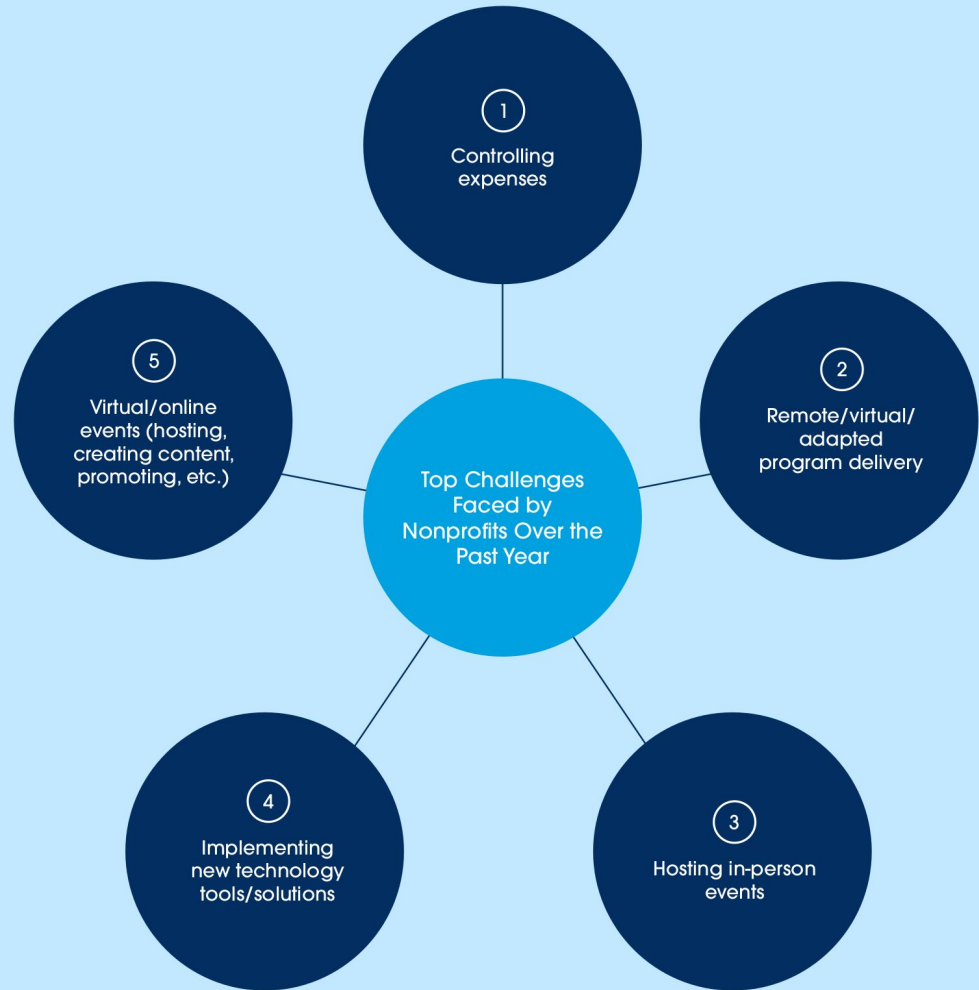 Top Challenges
Faced by
Nonprofits Over the
Past Year
1
Controlling
expenses
2
Remote/virtual/
adapted
program delivery
3
Hosting in-person
events
4
Implementing
new technology
tools/solutions
5
Virtual/online
events (hosting,
creating content,
promoting, etc.)